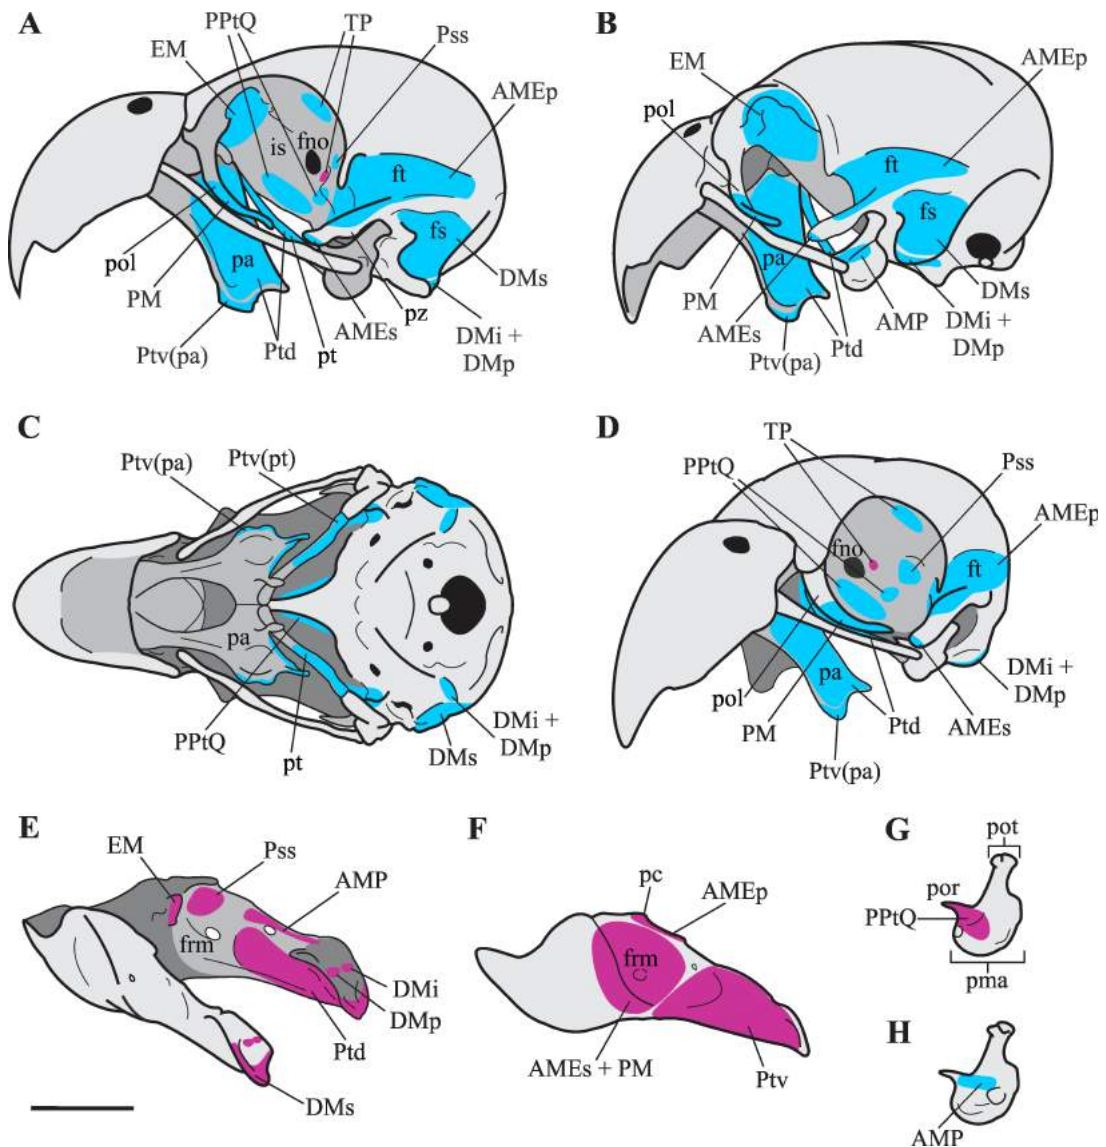 A
PPtQ
TP
EM
Pss
AMEp
is
fno
ft
pa
fs
pol
PM
DMs
Ptv(pa)
Ptd
pt
AMEs
pz
DMi +
DMp
B
EM
AMEp
pol
ft
fs
pa
PM
AMEs
Ptv(pa)
Ptd
AMP
DMs
DMi +
DMp
C
Ptv(pa)
Ptv(pt)
pa
PPtQ
pt
DMs
DMi +
DMp
D
TP
PPtQ
Pss
AMEp
fno
ft
pa
pol
PM
Ptd
AMEs
DMi +
DMp
Ptv(pa)
E
EM
Pss
AMP
frm
DMi
DMp
Ptd
DMs
F
pc
AMEp
frm
AMEs + PM
Ptv
G
pot
por
PPtQ
pma
H
AMP